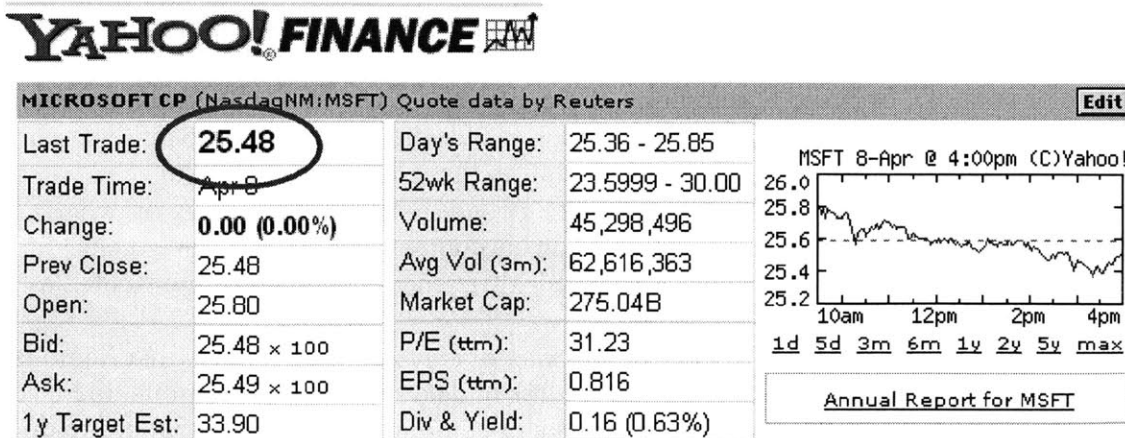 YAHOO!® FINANCE
MICROSOFT CP (NasdaqNM:MSFT) Quote data by Reuters
Edit
Last Trade: 25.48
Trade Time: Apr 8
Change: 0.00 (0.00%)
Prev Close: 25.48
Open: 25.80
Bid: 25.48 x 100
Ask: 25.49 x 100
1y Target Est: 33.90
Day's Range: 25.36 - 25.85
52wk Range: 23.5999 - 30.00
Volume: 45,298,496
Avg Vol (3m): 62,616,363
Market Cap: 275.04B
P/E (ttm): 31.23
EPS (ttm): 0.816
Div & Yield: 0.16 (0.63%)
MSFT 8-Apr @ 4:00pm (C)Yahoo!
26.0
25.8
25.6
25.4
25.2
10am 12pm 2pm 4pm
1d 5d 3m 6m 1y 2y 5y max
Annual Report for MSFT